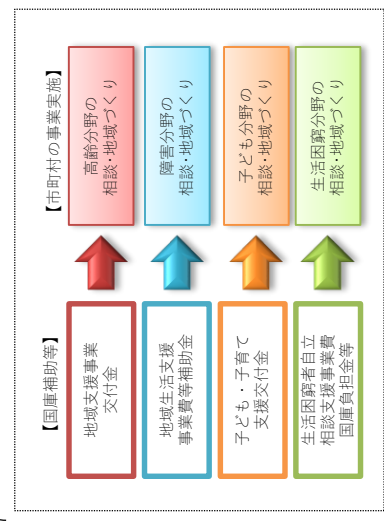 【国庫補助等】
【市町村の事業実施】
地域支援事業
交付金
高齢分野の
相談・地域づくり
地域生活支援
事業費等補助金
障害分野の
相談・地域づくり
子ども・子育て
支援交付金
子ども分野の
相談・地域づくり
生活困窮者自立
相談支援事業費
国庫負担金等
生活困窮分野の
相談・地域づくり